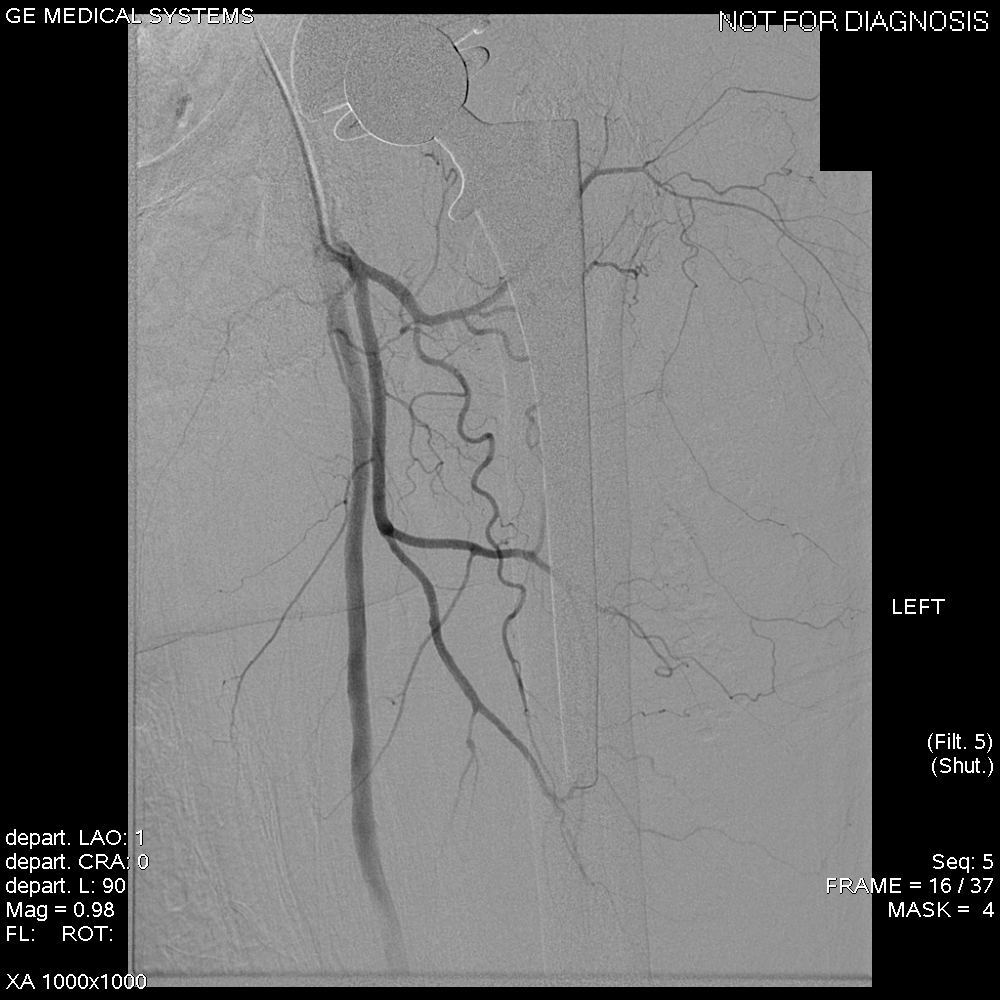 GE MEDICAL SYSTEMS
NOT FOR DIAGNOSIS
LEFT
(Filt. 5)
(Shut.)
depart. LAO: 1
depart. CRA: 0
depart. L: 90
Mag = 0.98
FL: ROT:
XA 1000x1000
Seq: 5
FRAME = 16 / 37
MASK = 4